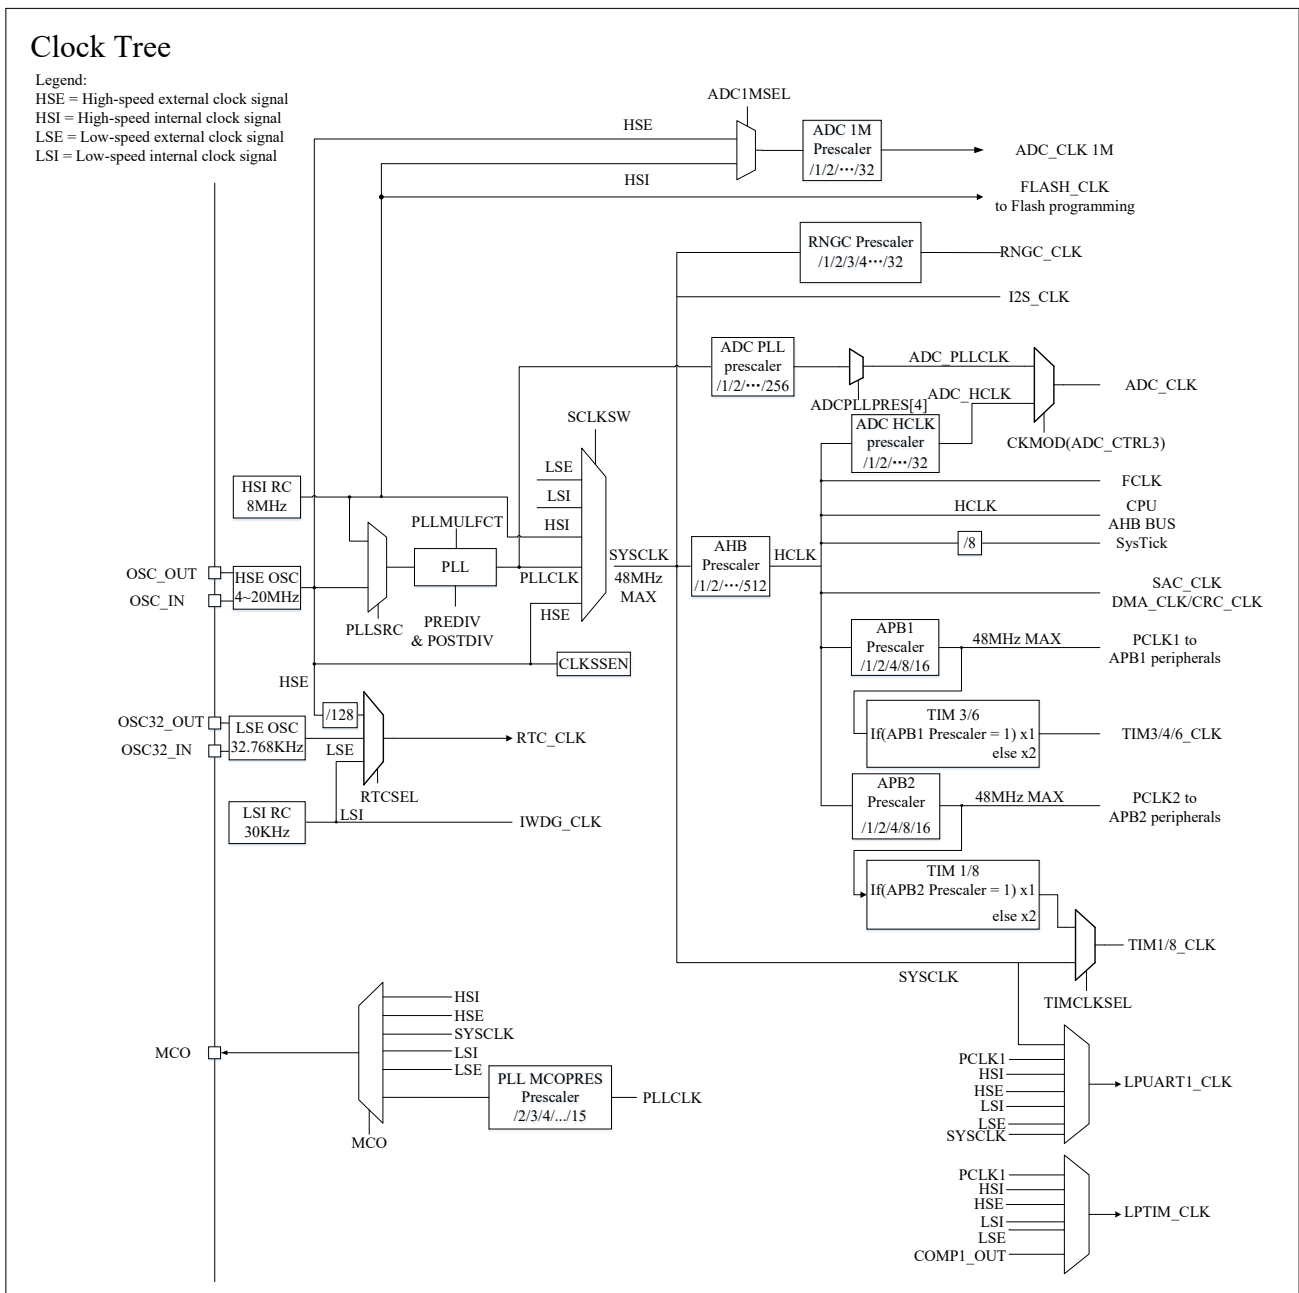 Clock Tree
Legend:
HSE = High-speed external clock signal
HSI = High-speed internal clock signal
LSE = Low-speed external clock signal
LSI = Low-speed internal clock signal
ADC1MSEL
HSE
ADC 1M
Prescaler
/1/2/···/32
ADC_CLK 1M
HSI
FLASH_CLK
to Flash programming
RNGC Prescaler
/1/2/3/4···/32
RNGC_CLK
I2S_CLK
ADC PLL
prescaler
/1/2/···/256
ADC_PLLCLK
ADCPLLPRES[4]
ADC_HCLK
ADC_CLK
ADC HCLK
prescaler
/1/2/···/32
CKMOD(ADC_CTRL3)
SCLKSW
LSE
LSI
HSI
PLLCLK
HSE
HSI RC
8MHz
PLLMULFCT
PLL
PREDIV
& POSTDIV
PLLSRC
OSC_OUT
OSC_IN
HSE OSC
4~20MHz
SYSCLK
48MHz
MAX
AHB
Prescaler
/1/2/···/512
HCLK
FCLK
HCLK
CPU
AHB BUS
/8
SysTick
SAC_CLK
DMA_CLK/CRC_CLK
APB1
Prescaler
/1/2/4/8/16
48MHz MAX
PCLK1 to
APB1 peripherals
CLKSSEN
HSE
/128
OSC32_OUT
OSC32_IN
LSE OSC
32.768KHz
LSE
RTC_CLK
RTCSEL
LSI RC
30KHz
LSI
IWDG_CLK
TIM 3/6
If(APB1 Prescaler = 1) x1
else x2
TIM3/4/6_CLK
APB2
Prescaler
/1/2/4/8/16
48MHz MAX
PCLK2 to
APB2 peripherals
TIM 1/8
If(APB2 Prescaler = 1) x1
else x2
TIM1/8_CLK
SYSCLK
TIMCLKSEL
MCO
HSI
HSE
SYSCLK
LSI
LSE
PLL MCOPRES
Prescaler
/2/3/4/.../15
PLLCLK
MCO
PCLK1
HSI
HSE
LSI
LSE
SYSCLK
LPUART1_CLK
PCLK1
HSI
HSE
LSI
LSE
COMP1_OUT
LPTIM_CLK